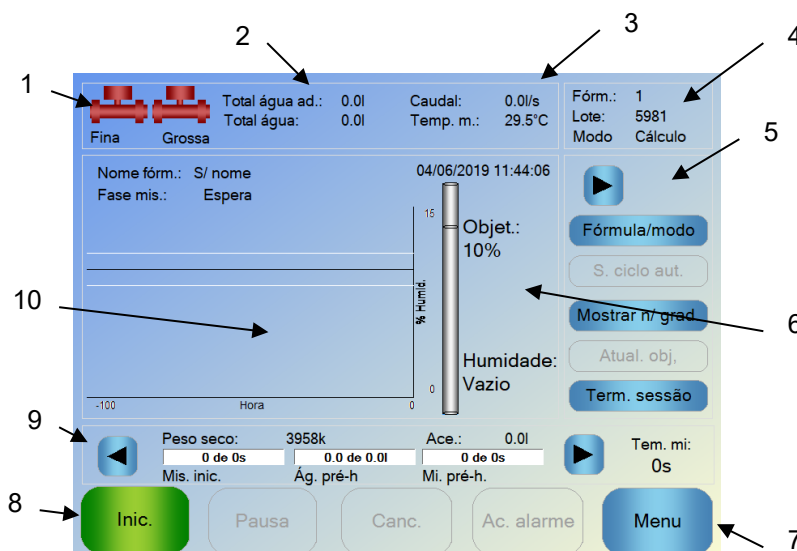 1
2
3
4
Fina
Grossa
Total água ad.: 0.0l
Total água: 0.0l
Caudal: 0.0l/s
Temp. m.: 29.5°C
Fórm.: 1
Lote: 5981
Modo Cálculo
5
Nome fórm.: S/ nome
Fase mis.: Espera
04/06/2019 11:44:06
15
Objet.:
10%
% Humid.
Humidade:
Vazio
0
-100 Hora 0
10
Fórmula/modo
S. ciclo aut.
Mostrar n/ grad
Atual. obj,
Term. sessão
6
9
Peso seco: 3958k Ace.: 0.0l
0 de 0s 0.0 de 0.0l 0 de 0s
Mis. inic. Ág. pré-h Mi. pré-h.
Tem. mi:
0s
8
Inic.
Pausa
Canc.
Ac. alarme
Menu
7